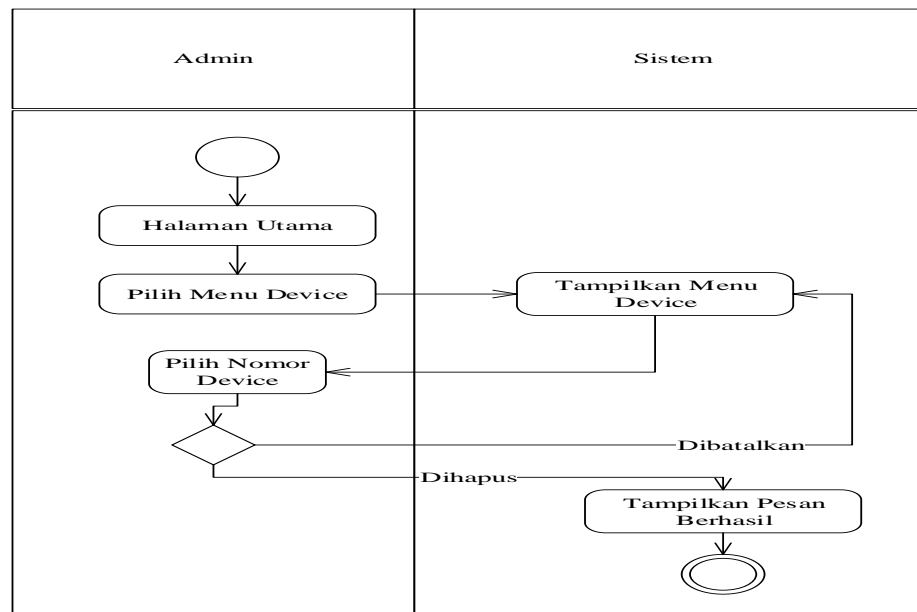 Admin
Sistem
Halaman Utama
Pilih Menu Device
Tampilkan Menu
Device
Pilih Nomor
Device
Dibatalkan
Dihapus
Tampilkan Pesan
Berhasil